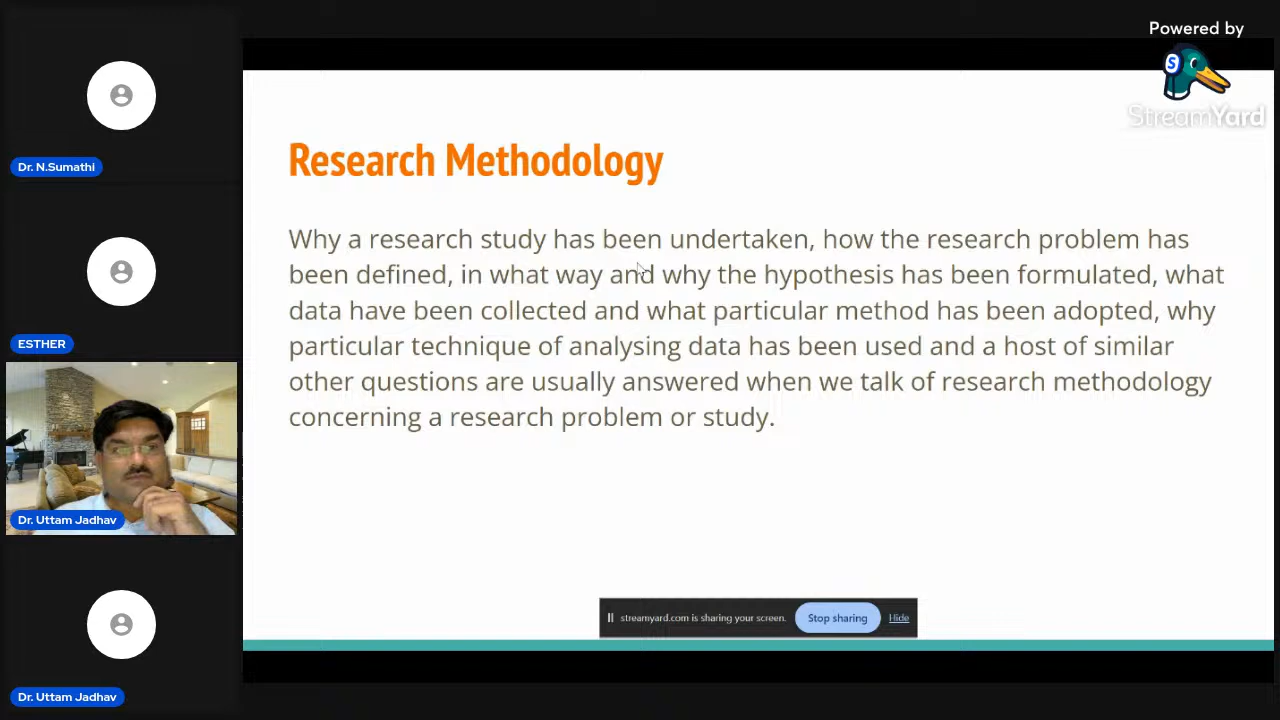 Powered by
StreamYard
Dr. N.Sumathi
ESTHER
Dr. Uttam Jadhav
Dr. Uttam Jadhav
Research Methodology
Why a research study has been undertaken, how the research problem has
been defined, in what way and why the hypothesis has been formulated, what
data have been collected and what particular method has been adopted, why
particular technique of analysing data has been used and a host of similar
other questions are usually answered when we talk of research methodology
concerning a research problem or study.
streamyard.com is sharing your screen. Stop sharing Hide